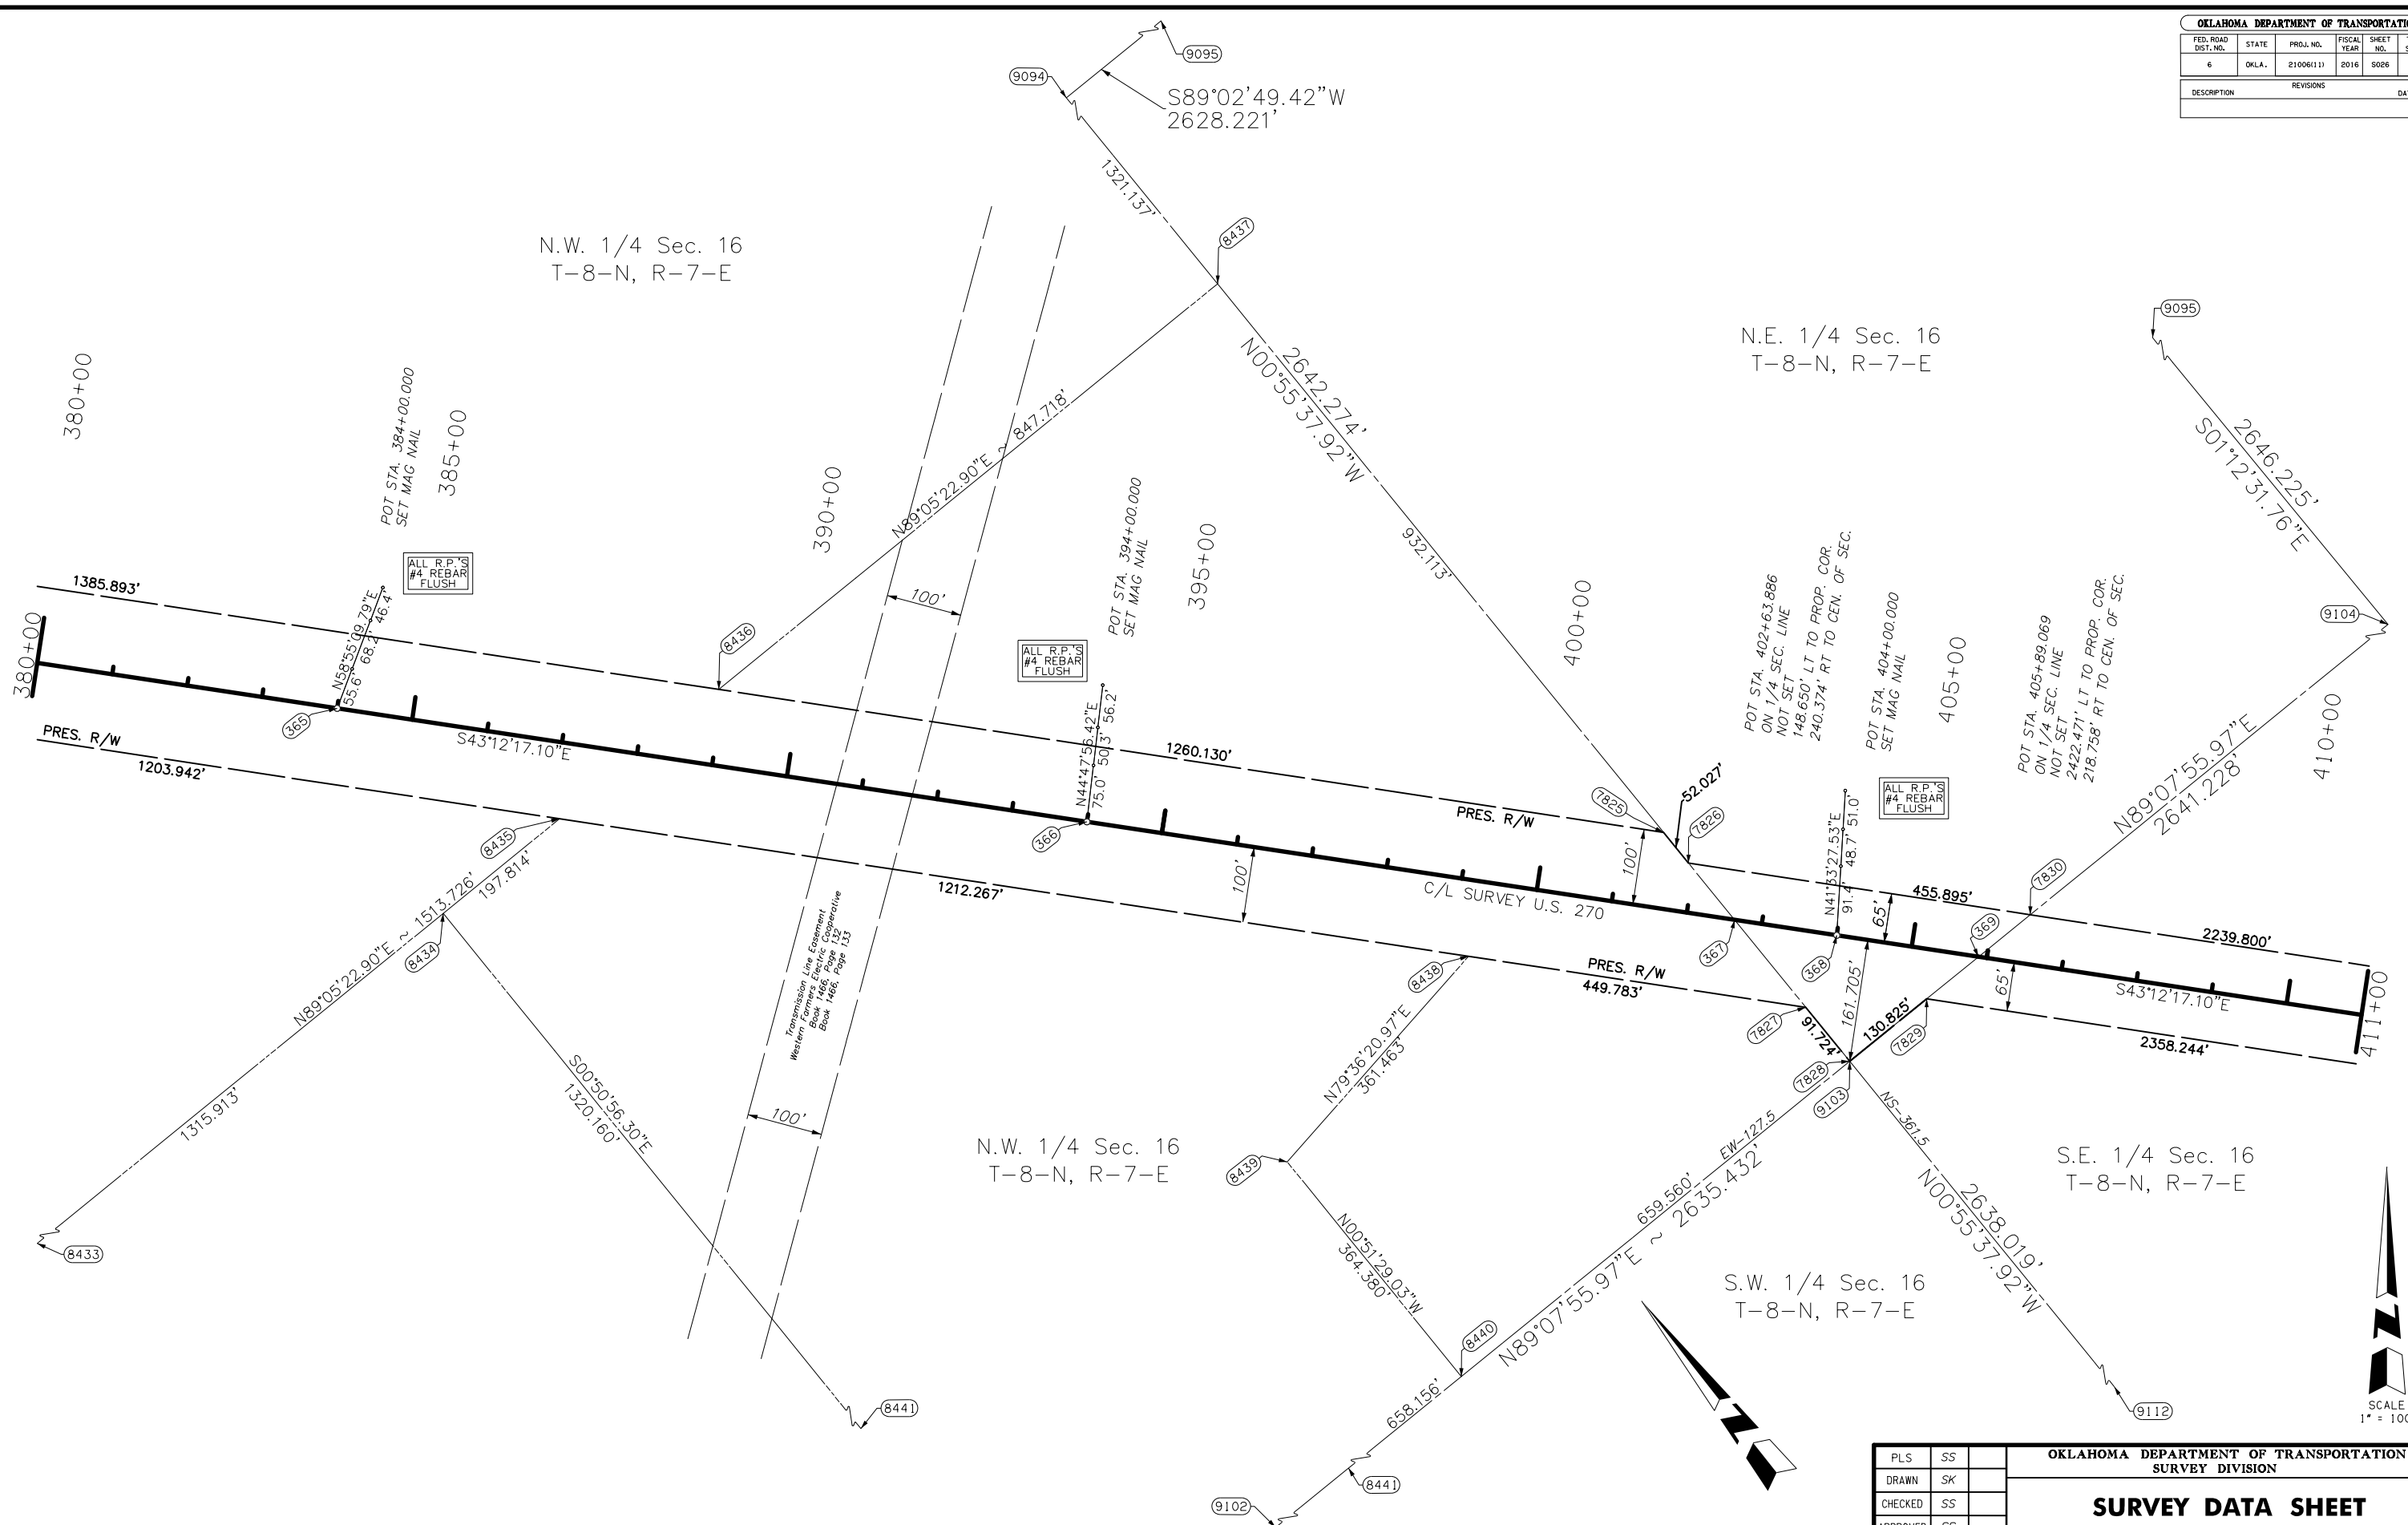 OKLAHOMA DEPARTMENT OF
FED. ROAD DIST. NO.
STATE
PROJ. NO.
FISCAL YEAR
SHEET NO.
6
OKLA.
21006(11)
2016
S026
REVISIONS
DESCRIPTION
9095
9094
S89°02'49.42"W
2628.221'
1321.137'
8437
N.W. 1/4 Sec. 16
T-8-N, R-7-E
N.E. 1/4 Sec. 16
T-8-N, R-7-E
9095
2642.274'
N00°55'37.92"W
932.113'
2646.225'
S01°12'31.76"E
9104
380+00
POT STA. 384+00.000
SET MAG NAIL
385+00
ALL R.P.'S
#4 REBAR
FLUSH
390+00
N89°05'22.90"E ~ 847.718'
100'
POT STA. 394+00.000
SET MAG NAIL
395+00
ALL R.P.'S
#4 REBAR
FLUSH
400+00
POT STA. 402+63.886
ON 1/4 SEC. LINE
NOT SET
148.650' LT TO PROP. COR.
240.374' RT TO CEN. OF SEC.
POT STA. 404+00.000
SET MAG NAIL
405+00
ALL R.P.'S
#4 REBAR
FLUSH
POT STA. 405+89.069
ON 1/4 SEC. LINE
NOT SET
2422.471' LT TO PROP. COR.
218.758' RT TO CEN. OF SEC.
410+00
N89°07'55.97"E
2641.228'
1385.893'
380+00
N58°55'09.79"E
55.6' 68.2' 46.4'
365
8436
S43°12'17.10"E
PRES. R/W
1203.942'
N44°47'56.42"E
75.0' 50.3' 56.2'
366
1260.130'
PRES. R/W
7825
52.027'
7826
100'
100'
C/L SURVEY U.S. 270
N41°33'27.53"E
91.4' 48.7' 51.0'
367
368
65'
455.895'
7830
369
2239.800'
S43°12'17.10"E
65'
411+00
2358.244'
161.705'
130.825'
7829
8435
197.814'
N89°05'22.90"E ~ 1513.726'
8434
1315.913'
8433
S00°50'56.30"E
1320.160'
8441
1212.267'
Transmission Line Easement
Western Farmers Electric Cooperative
Book 1466, Page 132
Book 1466, Page 133
100'
8438
PRES. R/W
449.783'
7827
91.724'
7828
9103
N79°36'20.97"E
361.463'
8439
N00°51'29.03"W
364.380'
N.W. 1/4 Sec. 16
T-8-N, R-7-E
8440
EW-127.5
659.560'
N89°07'55.97"E ~ 2635.432'
658.156'
8441
9102
NS-361.5
2638.019'
N00°55'37.92"W
9112
S.E. 1/4 Sec. 16
T-8-N, R-7-E
S.W. 1/4 Sec. 16
T-8-N, R-7-E
N
N
SCALE
PLS SS
DRAWN SK
CHECKED SS
OKLAHOMA DEPARTMENT OF TRANSPORTATION
SURVEY DIVISION
SURVEY DATA SHEET